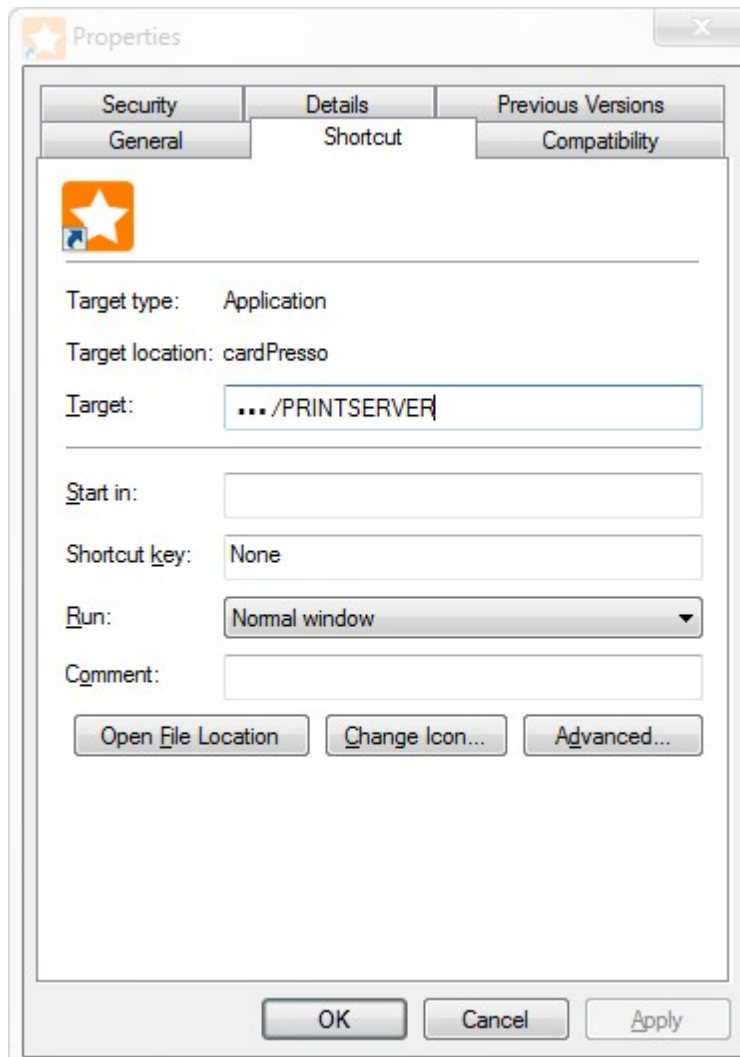 Properties
Security Details Previous Versions
General Shortcut Compatibility
Target type: Application
Target location: cardPresso
Target: ... /PRINTSERVER
Start in:
Shortcut key: None
Run: Normal window
Comment:
Open File Location Change Icon... Advanced...
OK Cancel Apply